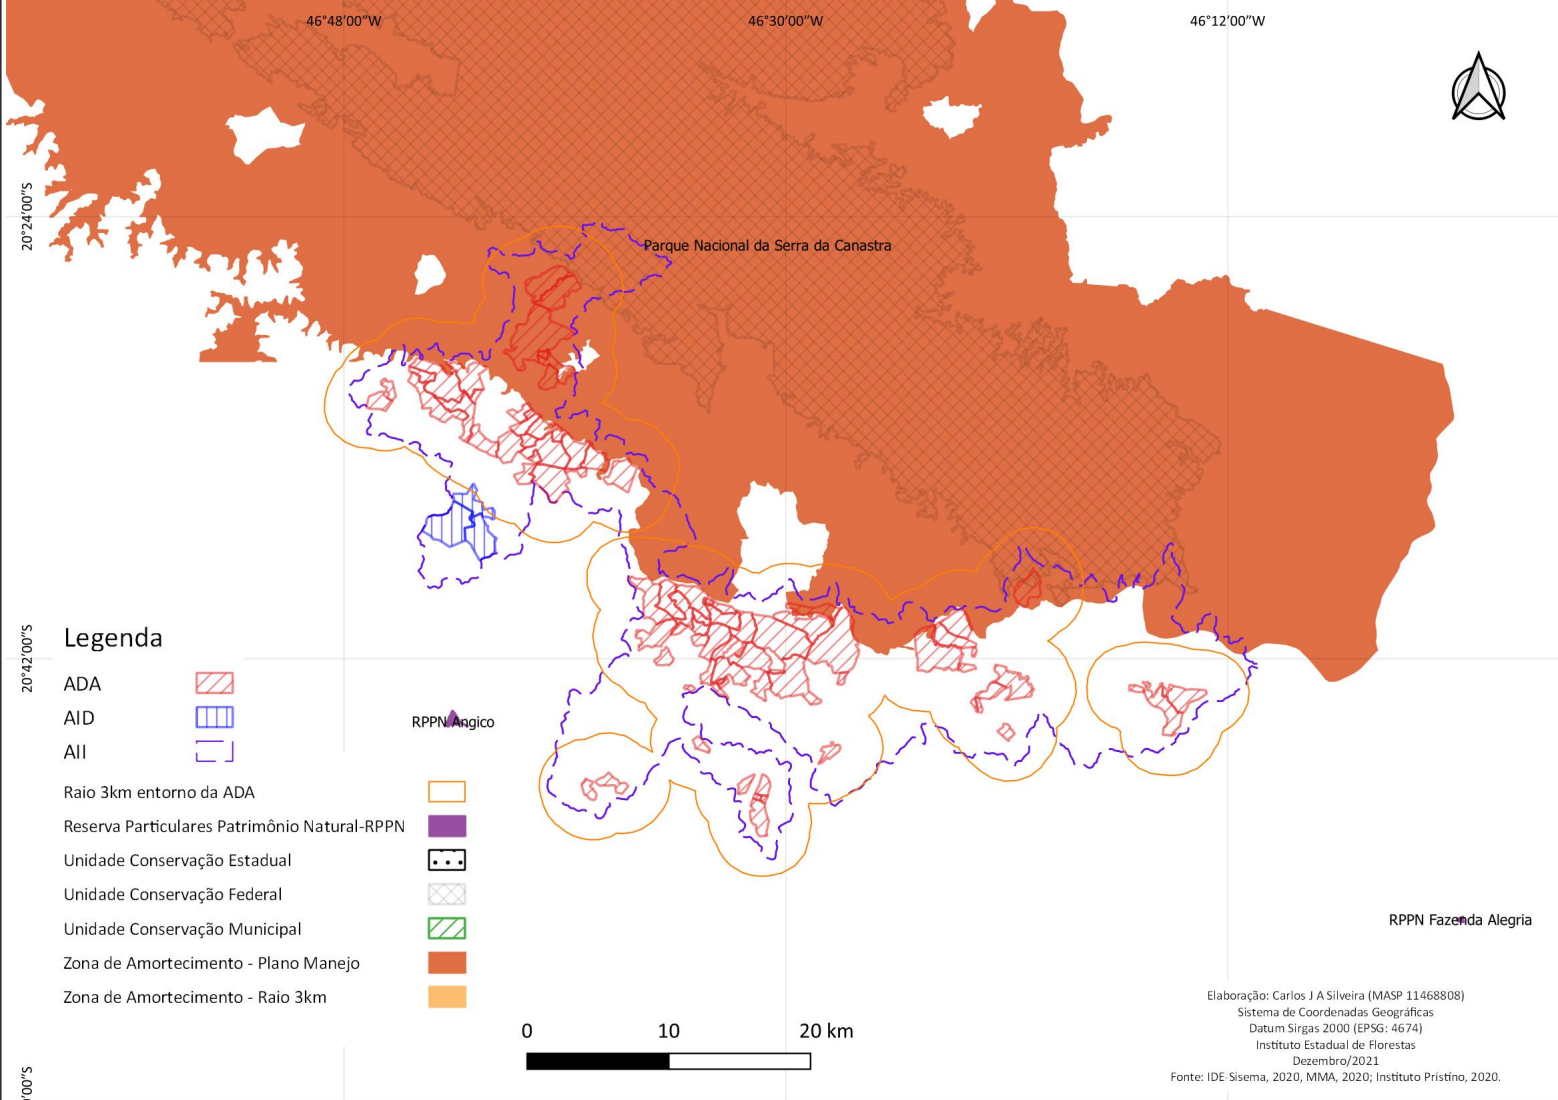 46°48'00"W
46°30'00"W
46°12'00"W
20°24'00"S
Parque Nacional da Serra da Canastra
20°42'00"S
Legenda
ADA
AID
AII
RPPN Angico
Raio 3km entorno da ADA
Reserva Particulares Patrimônio Natural-RPPN
Unidade Conservação Estadual
Unidade Conservação Federal
Unidade Conservação Municipal
Zona de Amortecimento - Plano Manejo
Zona de Amortecimento - Raio 3km
RPPN Fazenda Alegria
0 10 20 km
Elaboração: Carlos J A Silveira (MASP 11468808)
Sistema de Coordenadas Geográficas
Datum Sirgas 2000 (EPSG: 4674)
Instituto Estadual de Florestas
Dezembro/2021
Fonte: IDE-Sisema, 2020, MMA, 2020; Instituto Prístino, 2020.